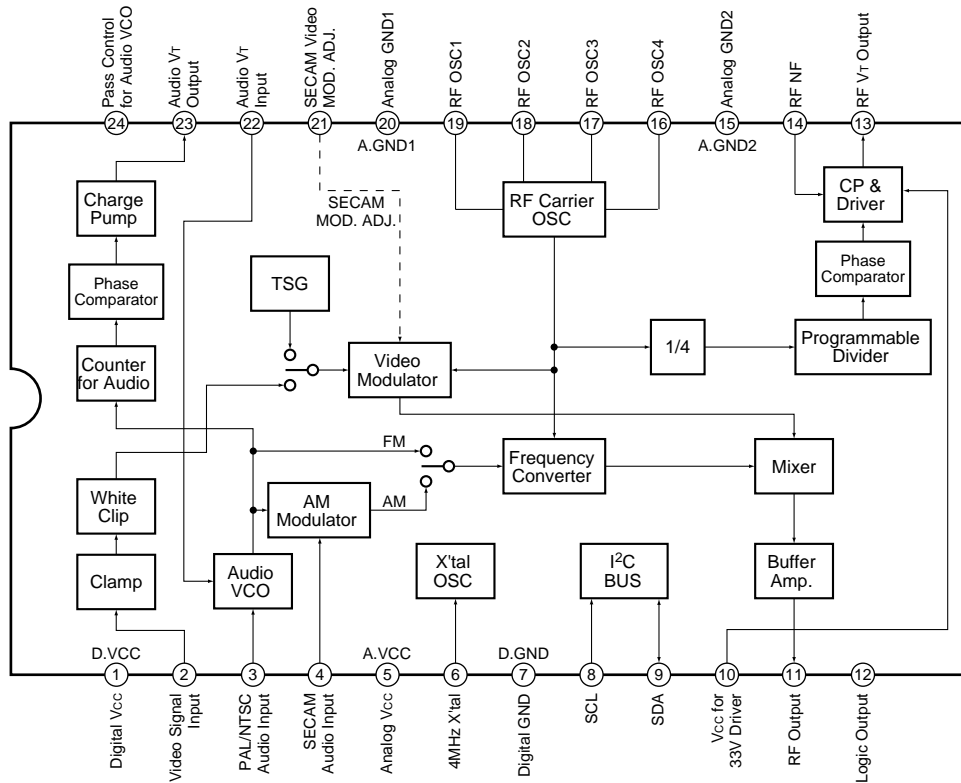 Pass Control
for Audio VCO
Audio VT
Output
Audio VT
Input
SECAM Video
MOD. ADJ.
Analog GND1
RF OSC1
RF OSC2
RF OSC3
RF OSC4
Analog GND2
RF NF
RF VT Output
24
23
22
21
20
19
18
17
16
15
14
13
A.GND1
A.GND2
Charge
Pump
SECAM
MOD. ADJ.
RF Carrier
OSC
CP &
Driver
Phase
Comparator
TSG
Phase
Comparator
Counter
for Audio
Video
Modulator
1/4
Programmable
Divider
FM
Frequency
Converter
Mixer
White
Clip
AM
Modulator
AM
Clamp
Audio
VCO
X'tal
OSC
I2C
BUS
Buffer
Amp.
D.VCC
A.VCC
D.GND
1
2
3
4
5
6
7
8
9
10
11
12
Digital VCC
Video Signal
Input
PAL/NTSC
Audio Input
SECAM
Audio Input
Analog VCC
4MHz X'tal
Digital GND
SCL
SDA
VCC for
33V Driver
RF Output
Logic Output